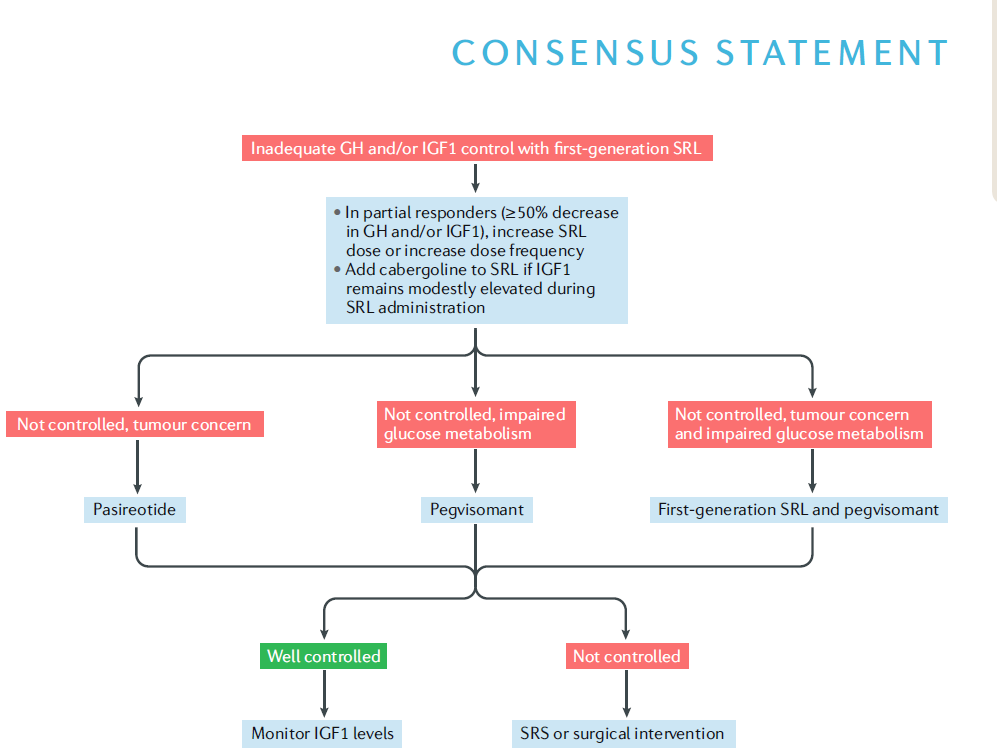 CONSENSUS STATEMENT
Inadequate GH and/or IGF1 control with first-generation SRL
• In partial responders (≥50% decrease
in GH and/or IGF1), increase SRL
dose or increase dose frequency
• Add cabergoline to SRL if IGF1
remains modestly elevated during
SRL administration
Not controlled, tumour concern
Not controlled, impaired
glucose metabolism
Not controlled, tumour concern
and impaired glucose metabolism
Pasireotide
Pegvisomant
First-generation SRL and pegvisomant
Well controlled
Not controlled
Monitor IGF1 levels
SRS or surgical intervention